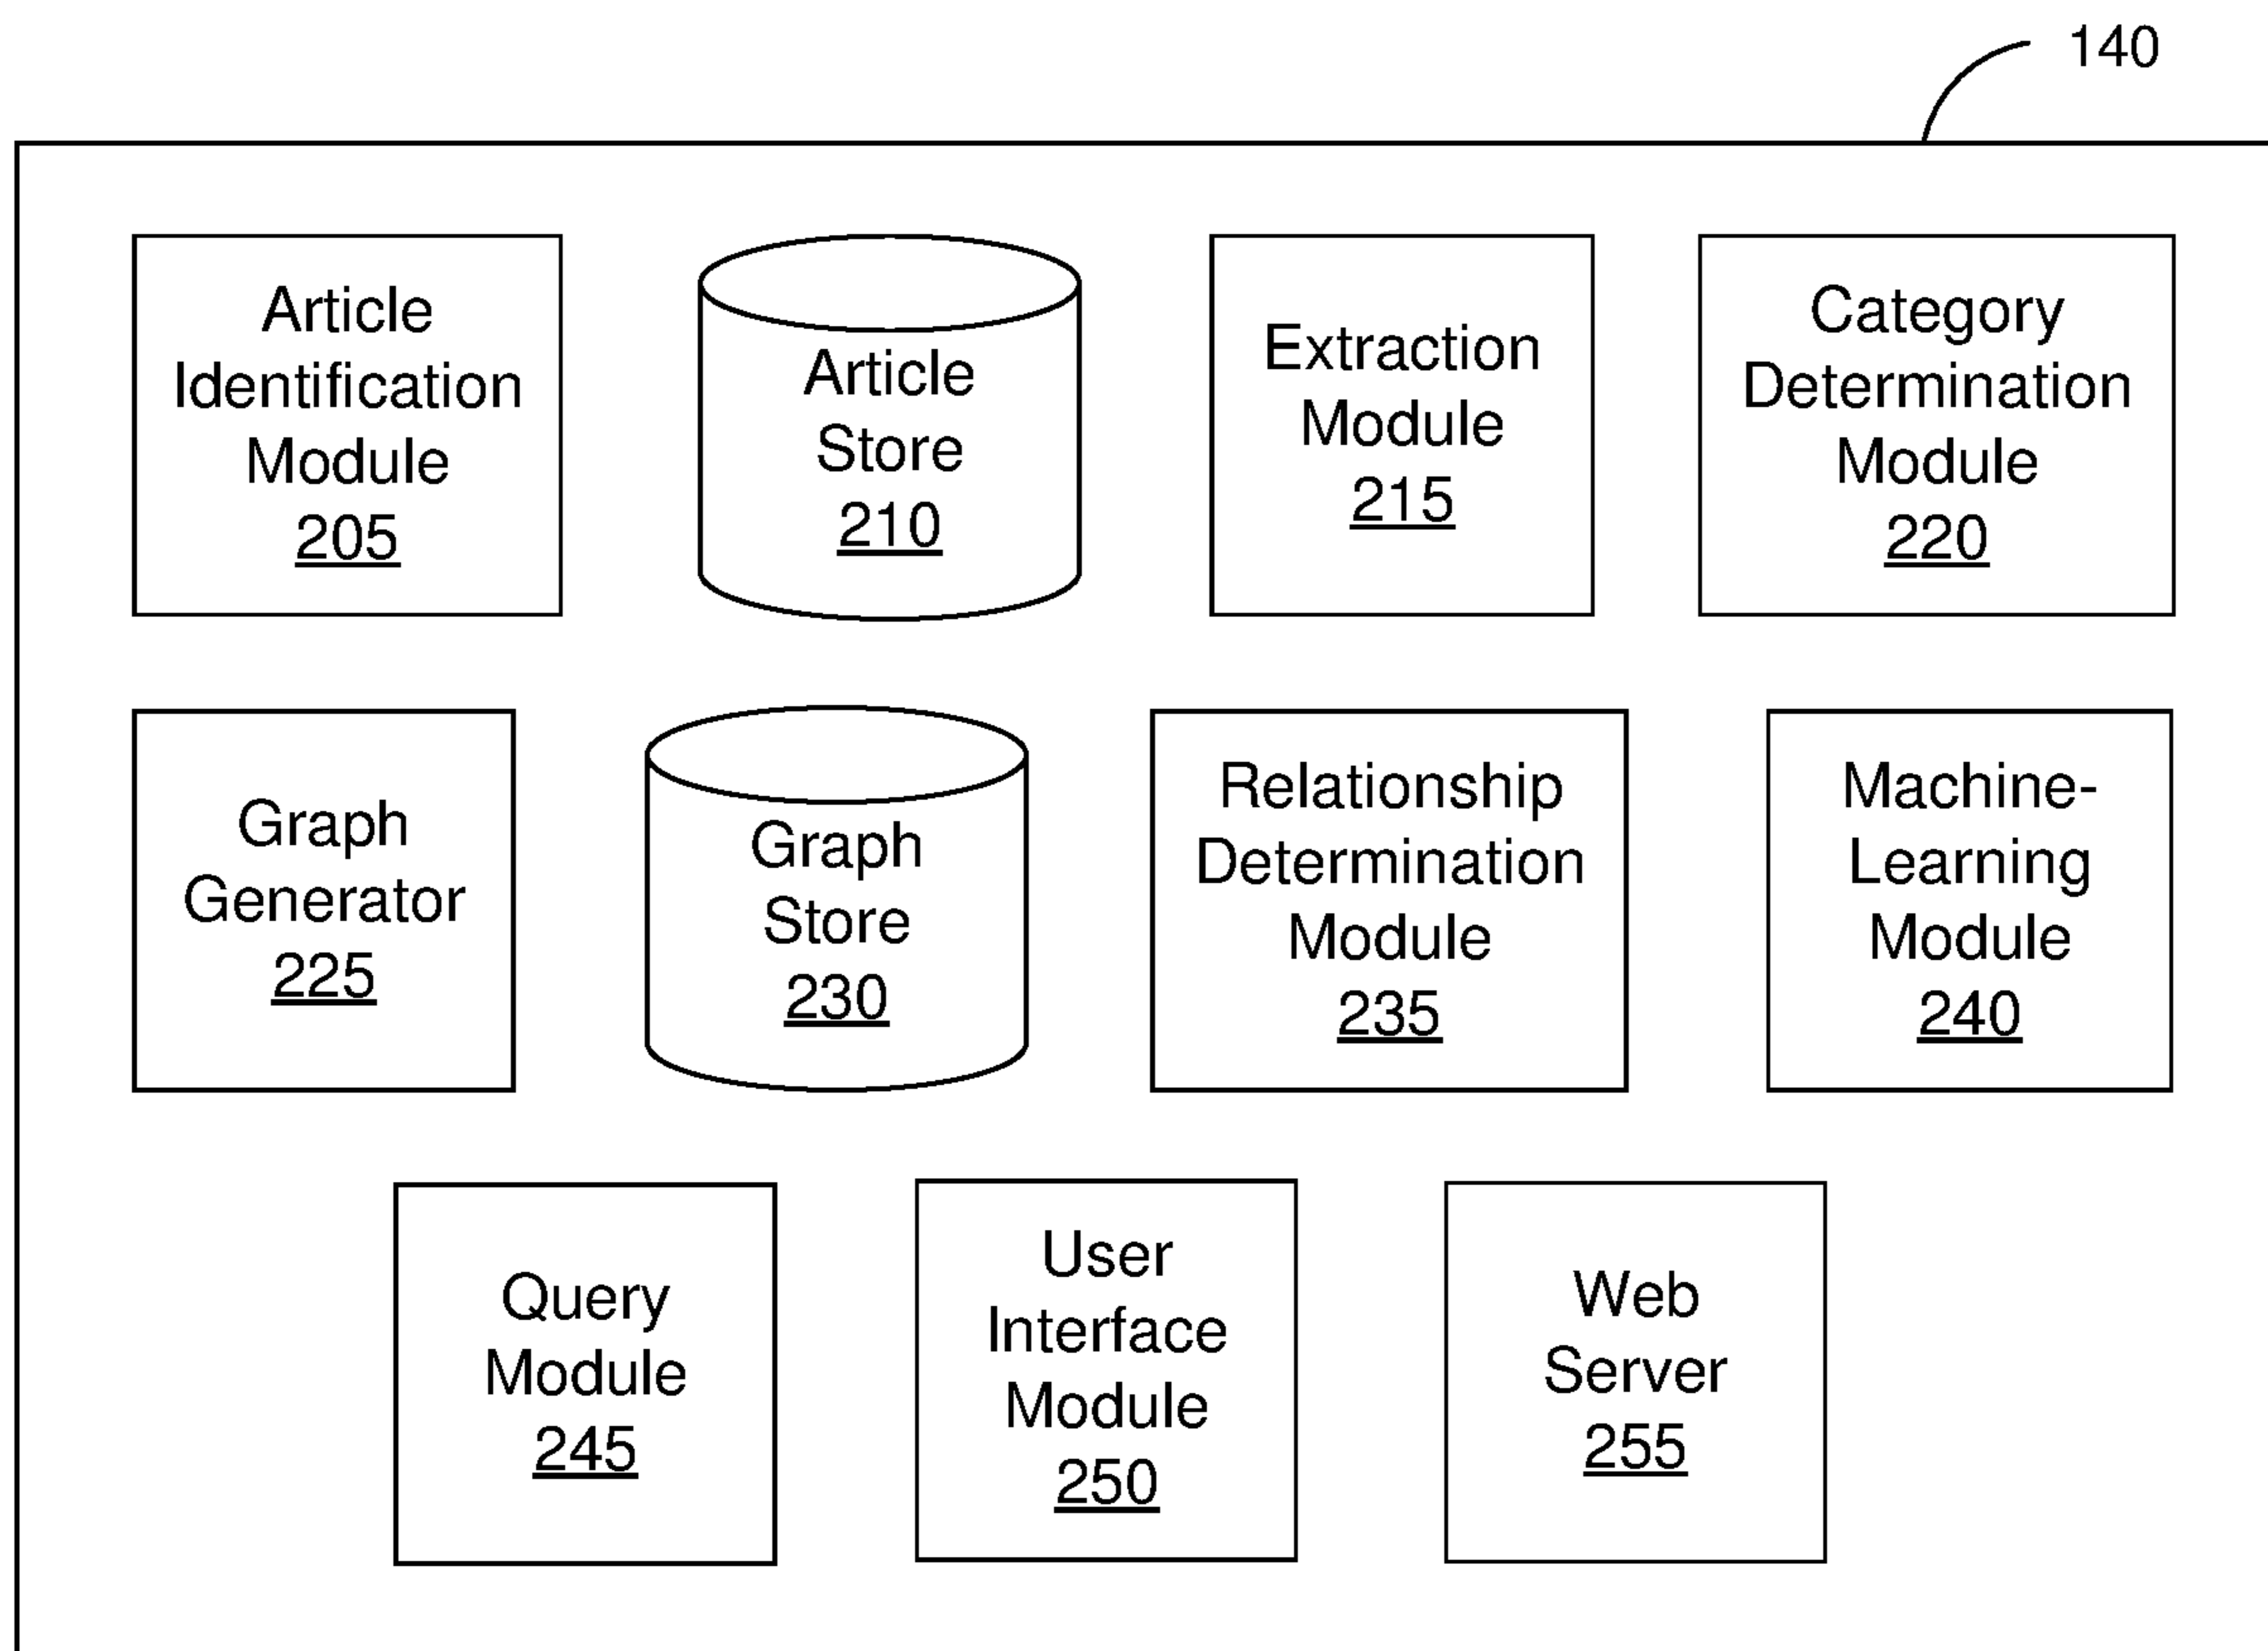 140
Article
Identification
Module
205
Article
Store
210
Extraction
Module
215
Category
Determination
Module
220
Graph
Generator
225
Graph
Store
230
Relationship
Determination
Module
235
Machine-
Learning
Module
240
Query
Module
245
User
Interface
Module
250
Web
Server
255